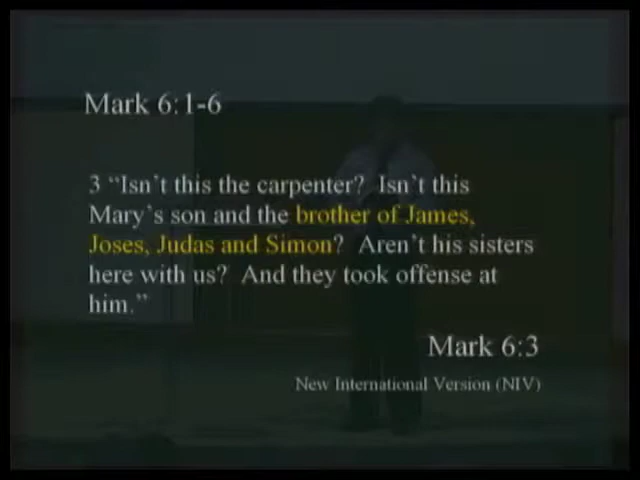 Mark 6:1-6
3 “Isn’t this the carpenter?  Isn’t this
Mary’s son and the brother of James,
Joses, Judas and Simon?  Aren’t his sisters
here with us?  And they took offense at
him.”
Mark 6:3
New International Version (NIV)